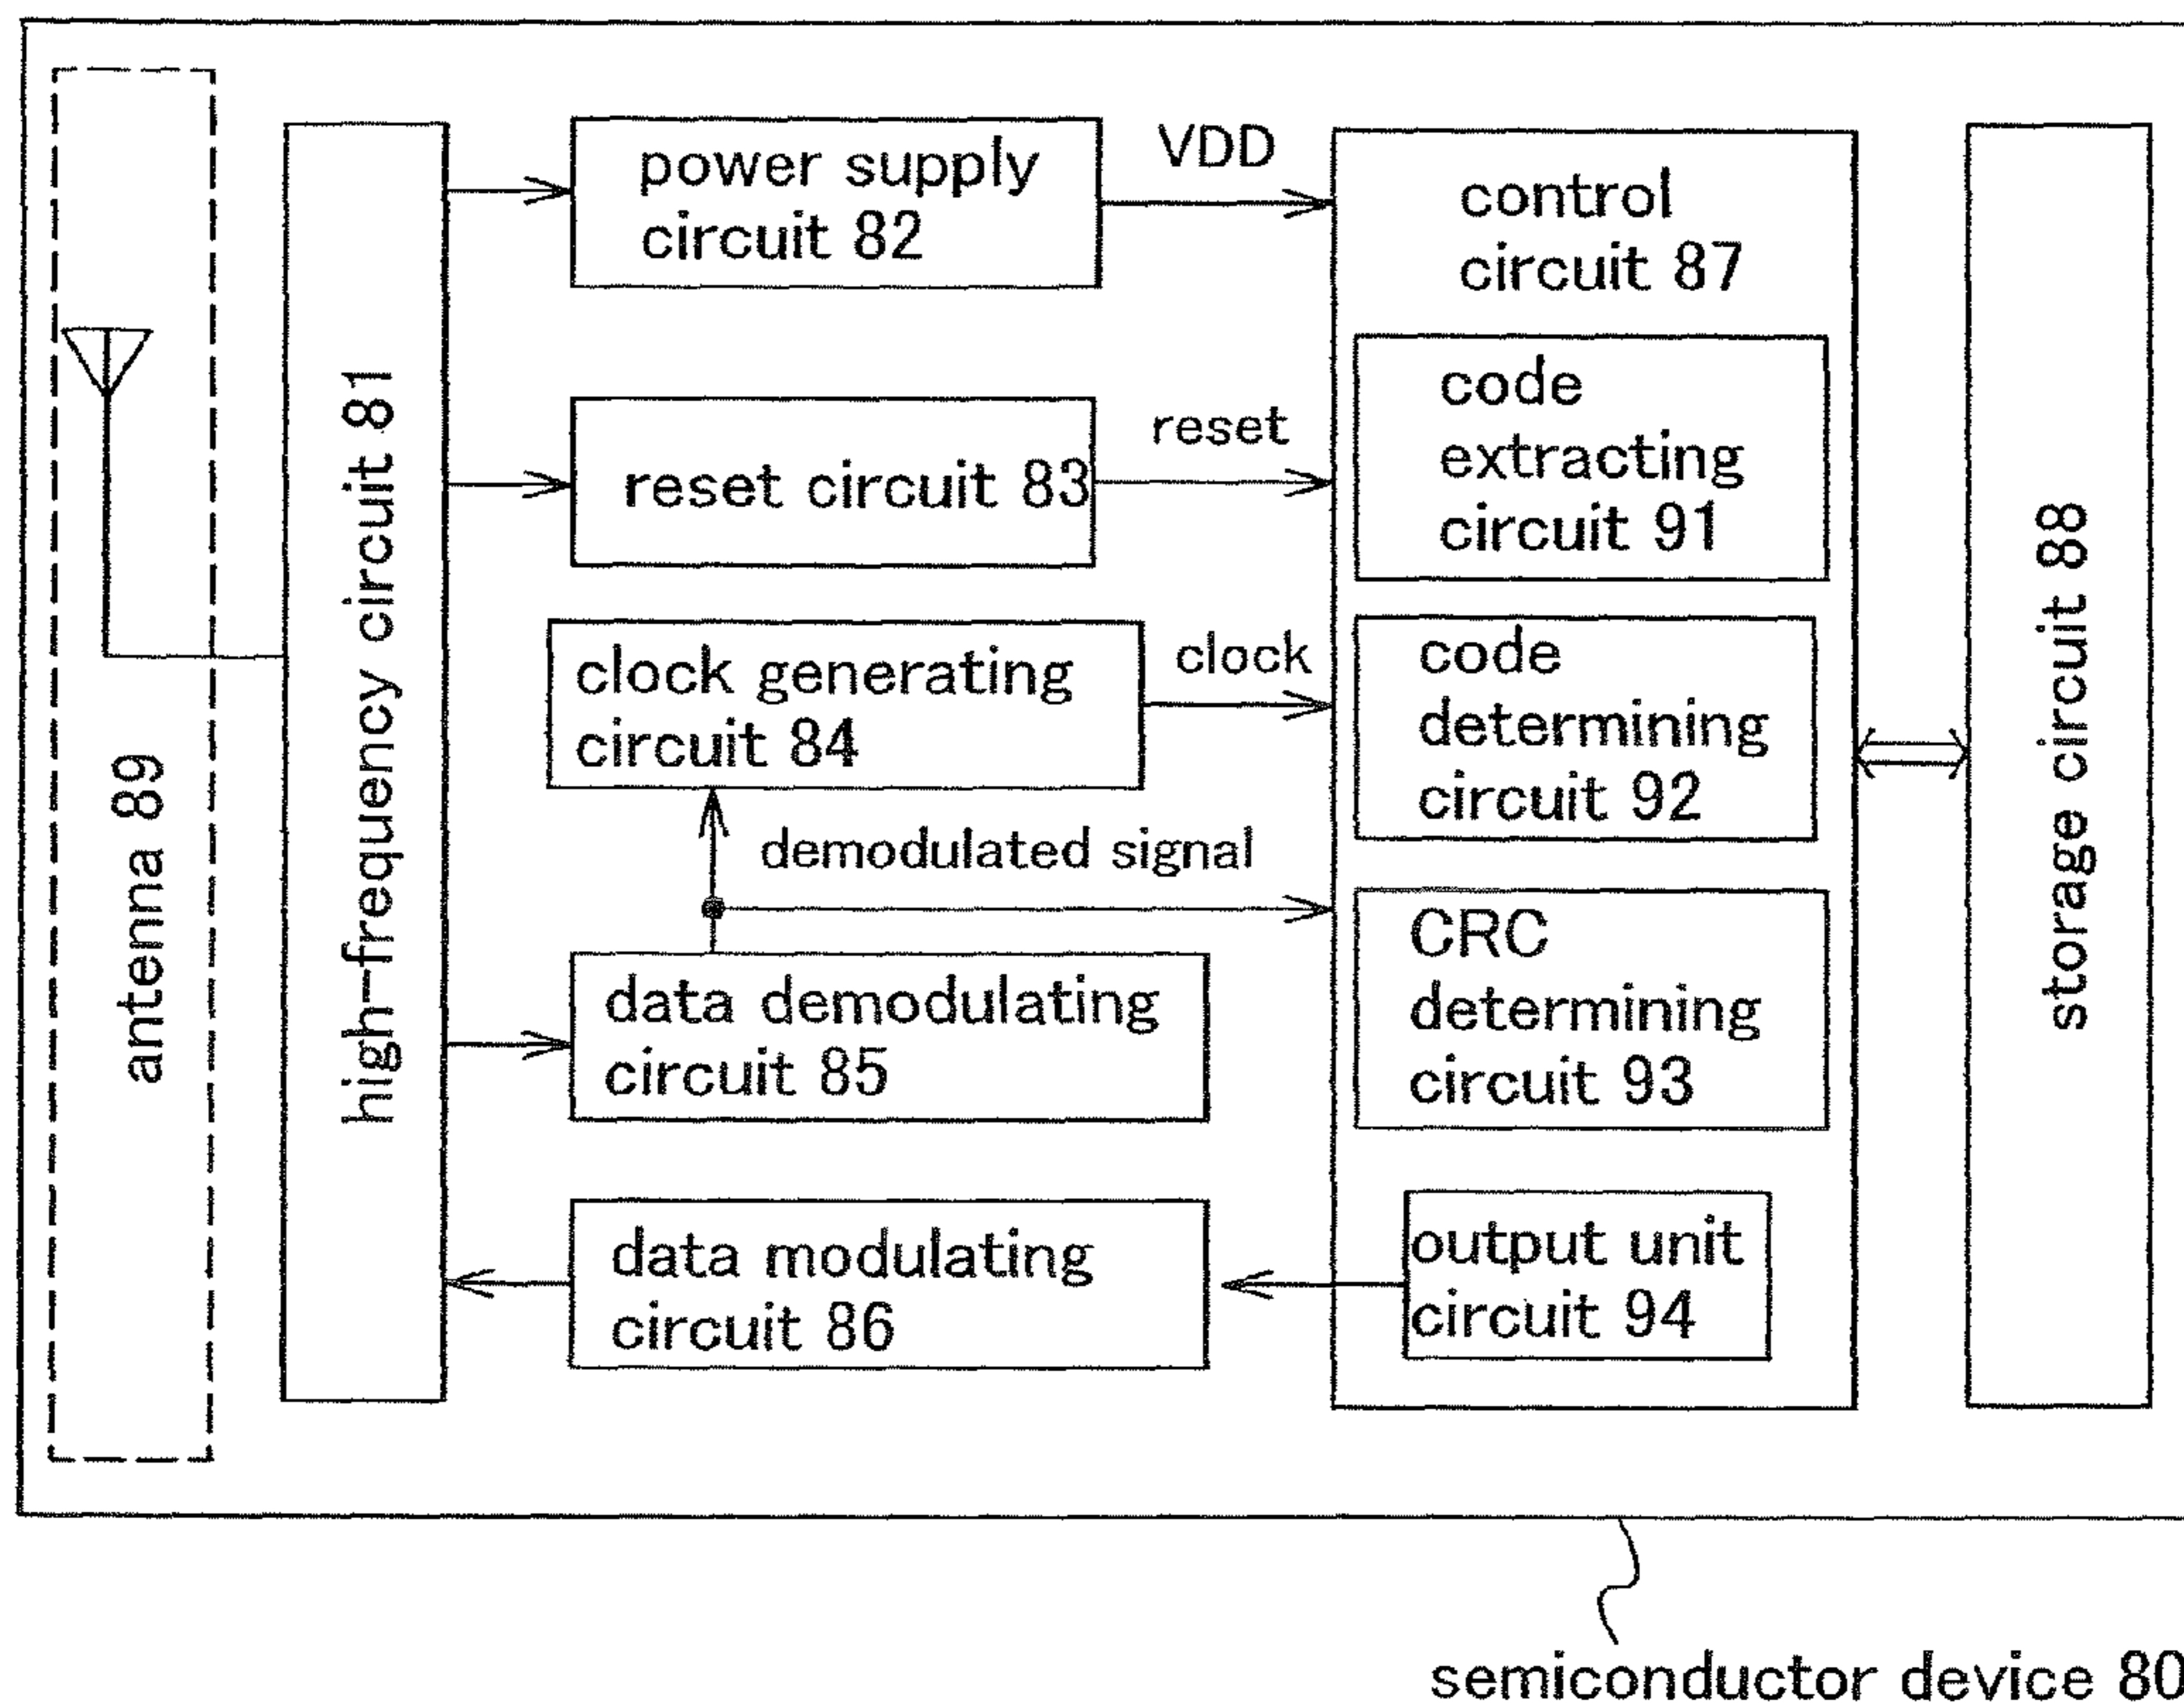 antenna 89
high-frequency circuit 81
power supply
circuit 82
VDD
reset circuit 83
reset
clock generating
circuit 84
clock
demodulated signal
data demodulating
circuit 85
data modulating
circuit 86
control
circuit 87
code
extracting
circuit 91
code
determining
circuit 92
CRC
determining
circuit 93
output unit
circuit 94
storage circuit 88
semiconductor device 80